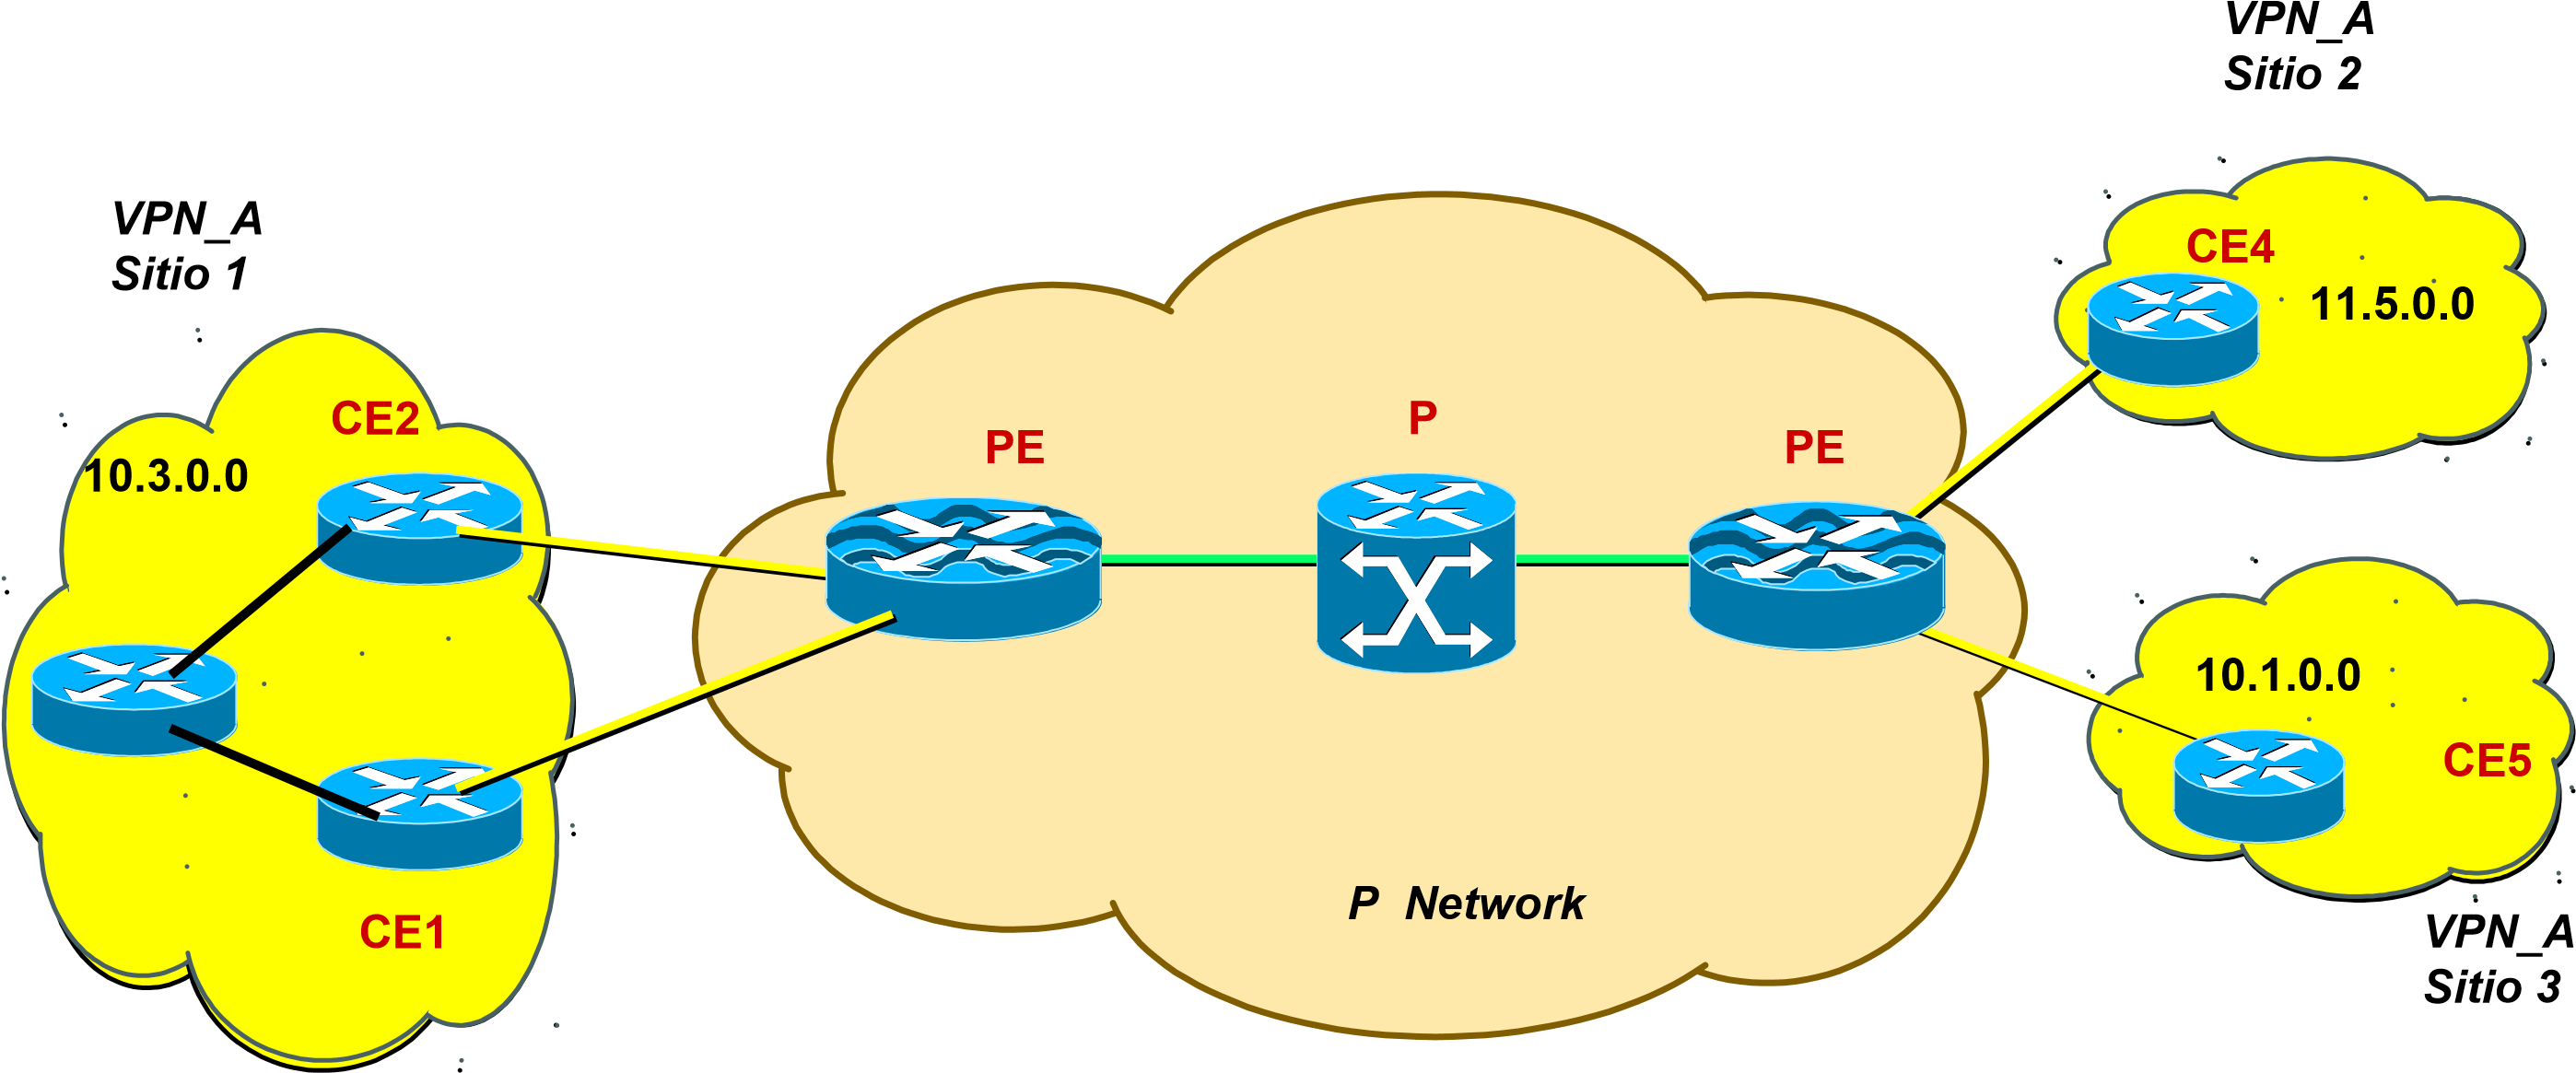 VPN_A
Sitio 2
VPN_A
Sitio 1
CE4
11.5.0.0
CE2
10.3.0.0
PE
P
PE
10.1.0.0
CE5
P Network
CE1
VPN_A
Sitio 3